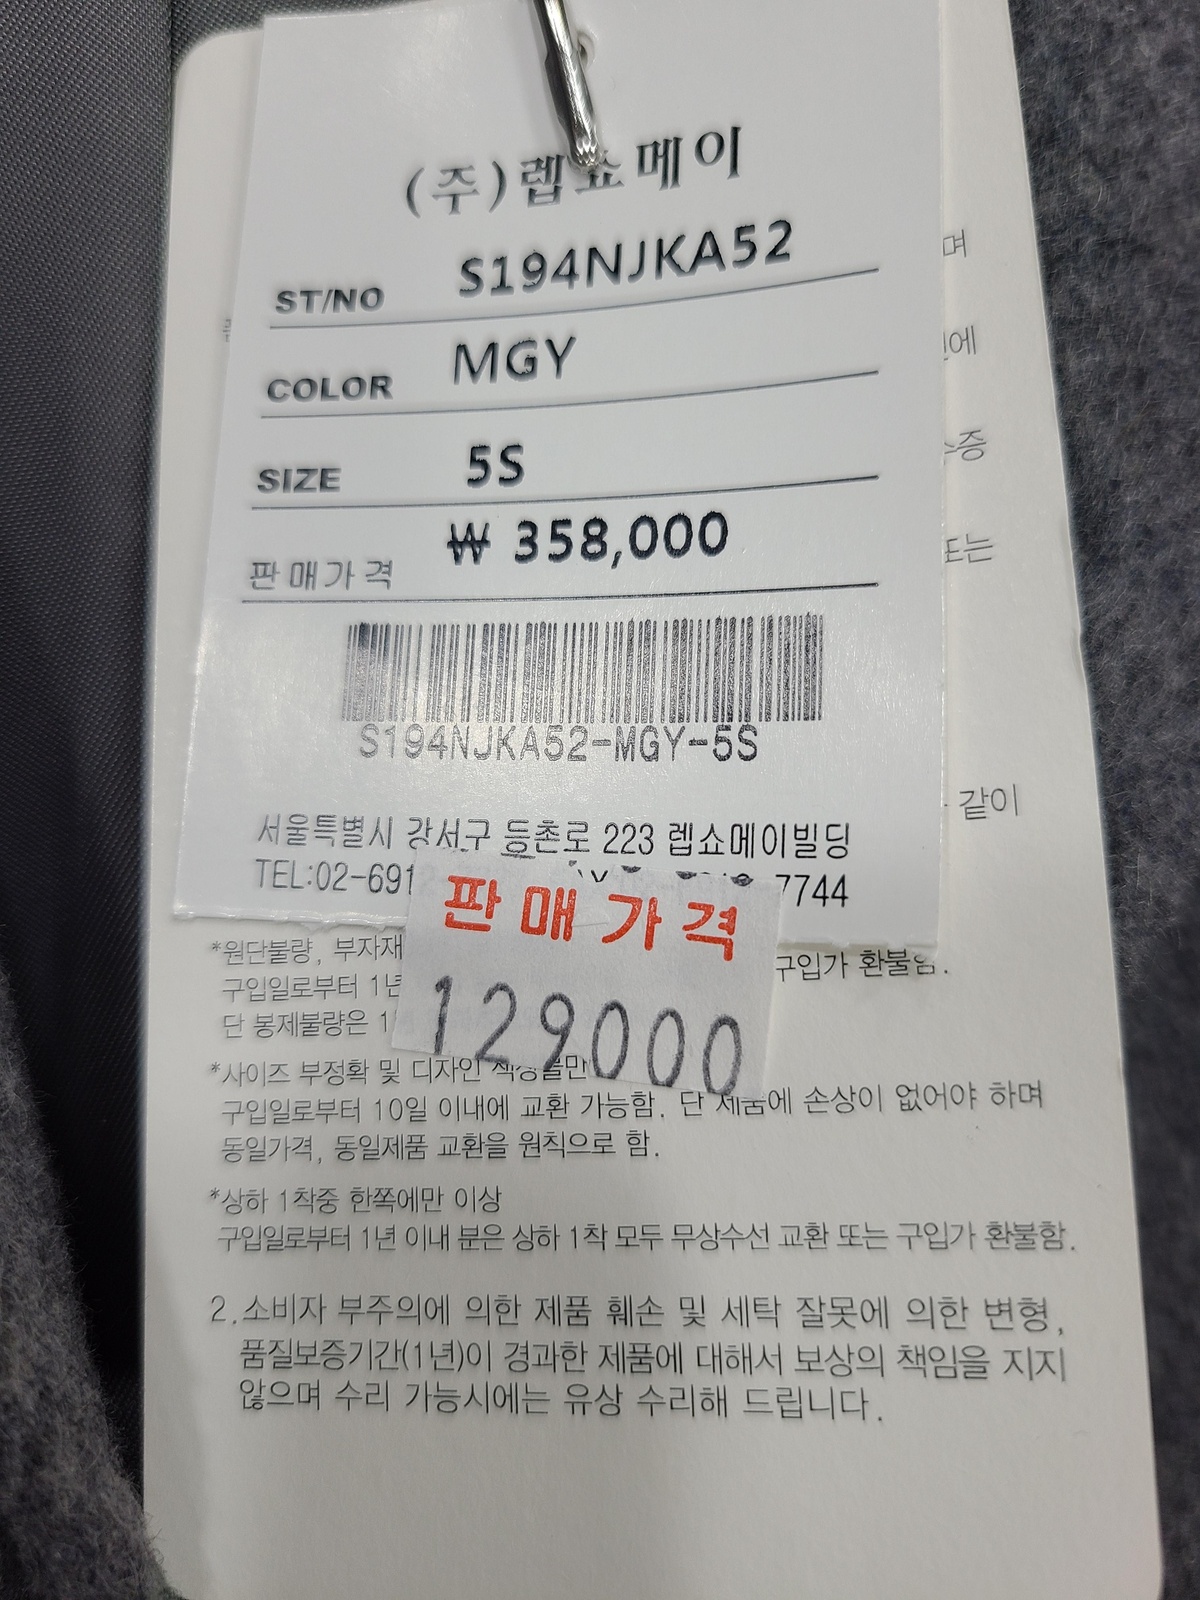 (주)렙쇼메이
ST/NO S194NJKA52
COLOR MGY
SIZE 5S
판매가격 ₩ 358,000
S194NJKA52-MGY-5S
서울특별시 강서구 등촌로 223 렙쇼메이빌딩
TEL:02-691 7744
판매가격
129000
며
에
수증
또는
같이
*원단불량, 부자재 구입가 환불함.
구입일로부터 1년
단 봉제불량은 1
*사이즈 부정확 및 디자인 색상불만
구입일로부터 10일 이내에 교환 가능함. 단 제품에 손상이 없어야 하며
동일가격, 동일제품 교환을 원칙으로 함.
*상하 1착중 한쪽에만 이상
구입일로부터 1년 이내 분은 상하 1착 모두 무상수선 교환 또는 구입가 환불함.
2.소비자 부주의에 의한 제품 훼손 및 세탁 잘못에 의한 변형,
품질보증기간(1년)이 경과한 제품에 대해서 보상의 책임을 지지
않으며 수리 가능시에는 유상 수리해 드립니다.